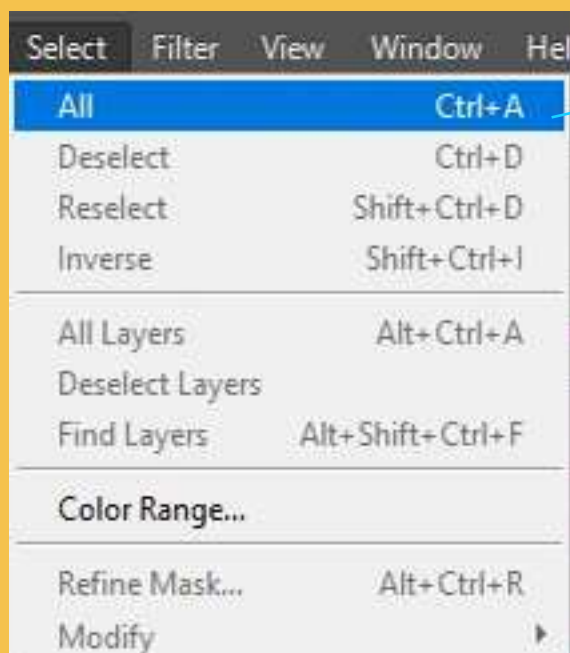 Select Filter View Window Hel
All Ctrl+A
Deselect Ctrl+D
Reselect Shift+Ctrl+D
Inverse Shift+Ctrl+I
All Layers Alt+Ctrl+A
Deselect Layers
Find Layers Alt+Shift+Ctrl+F
Color Range...
Refine Mask... Alt+Ctrl+R
Modify